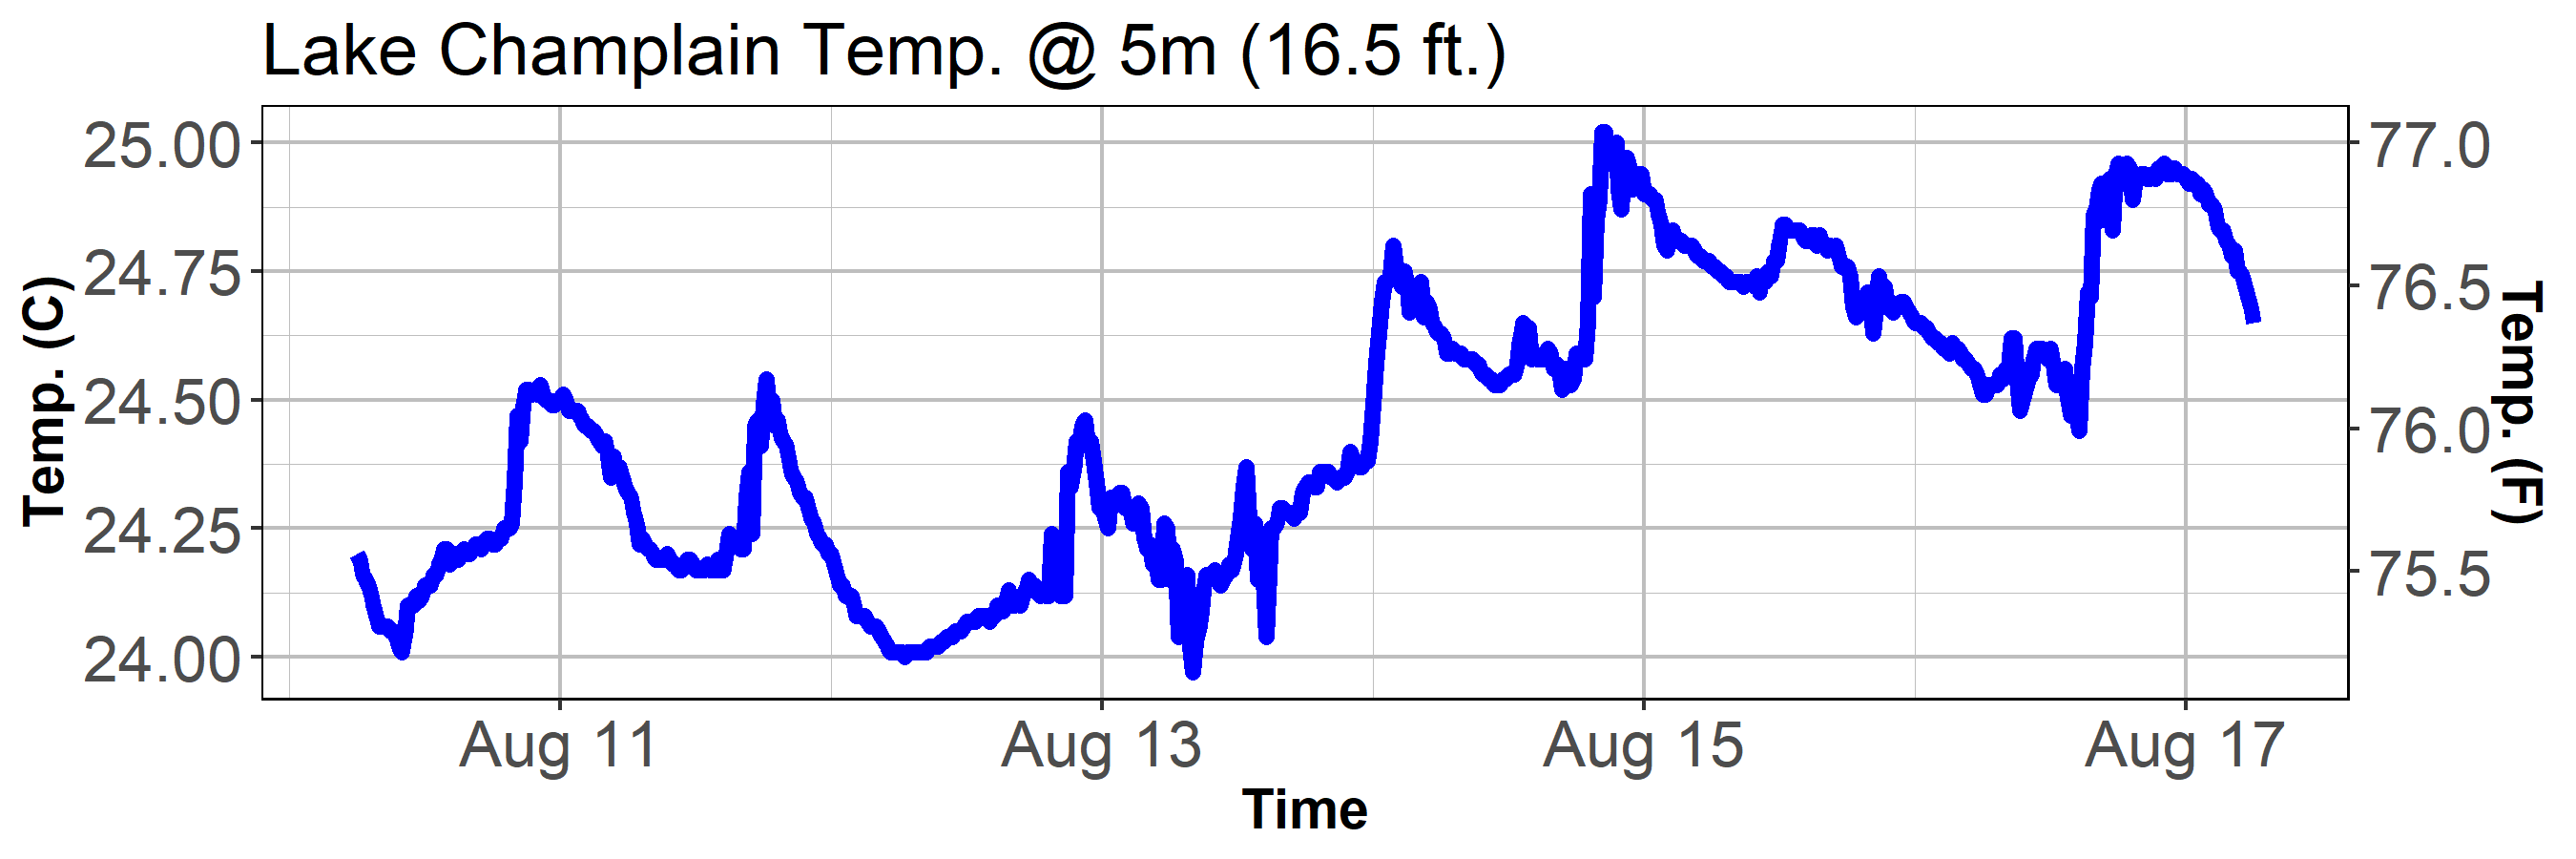 Lake Champlain Temp. @ 5m (16.5 ft.)
Temp. (C)
25.00
24.75
24.50
24.25
24.00
77.0
76.5
76.0
75.5
Temp. (F)
Aug 11
Aug 13
Aug 15
Aug 17
Time